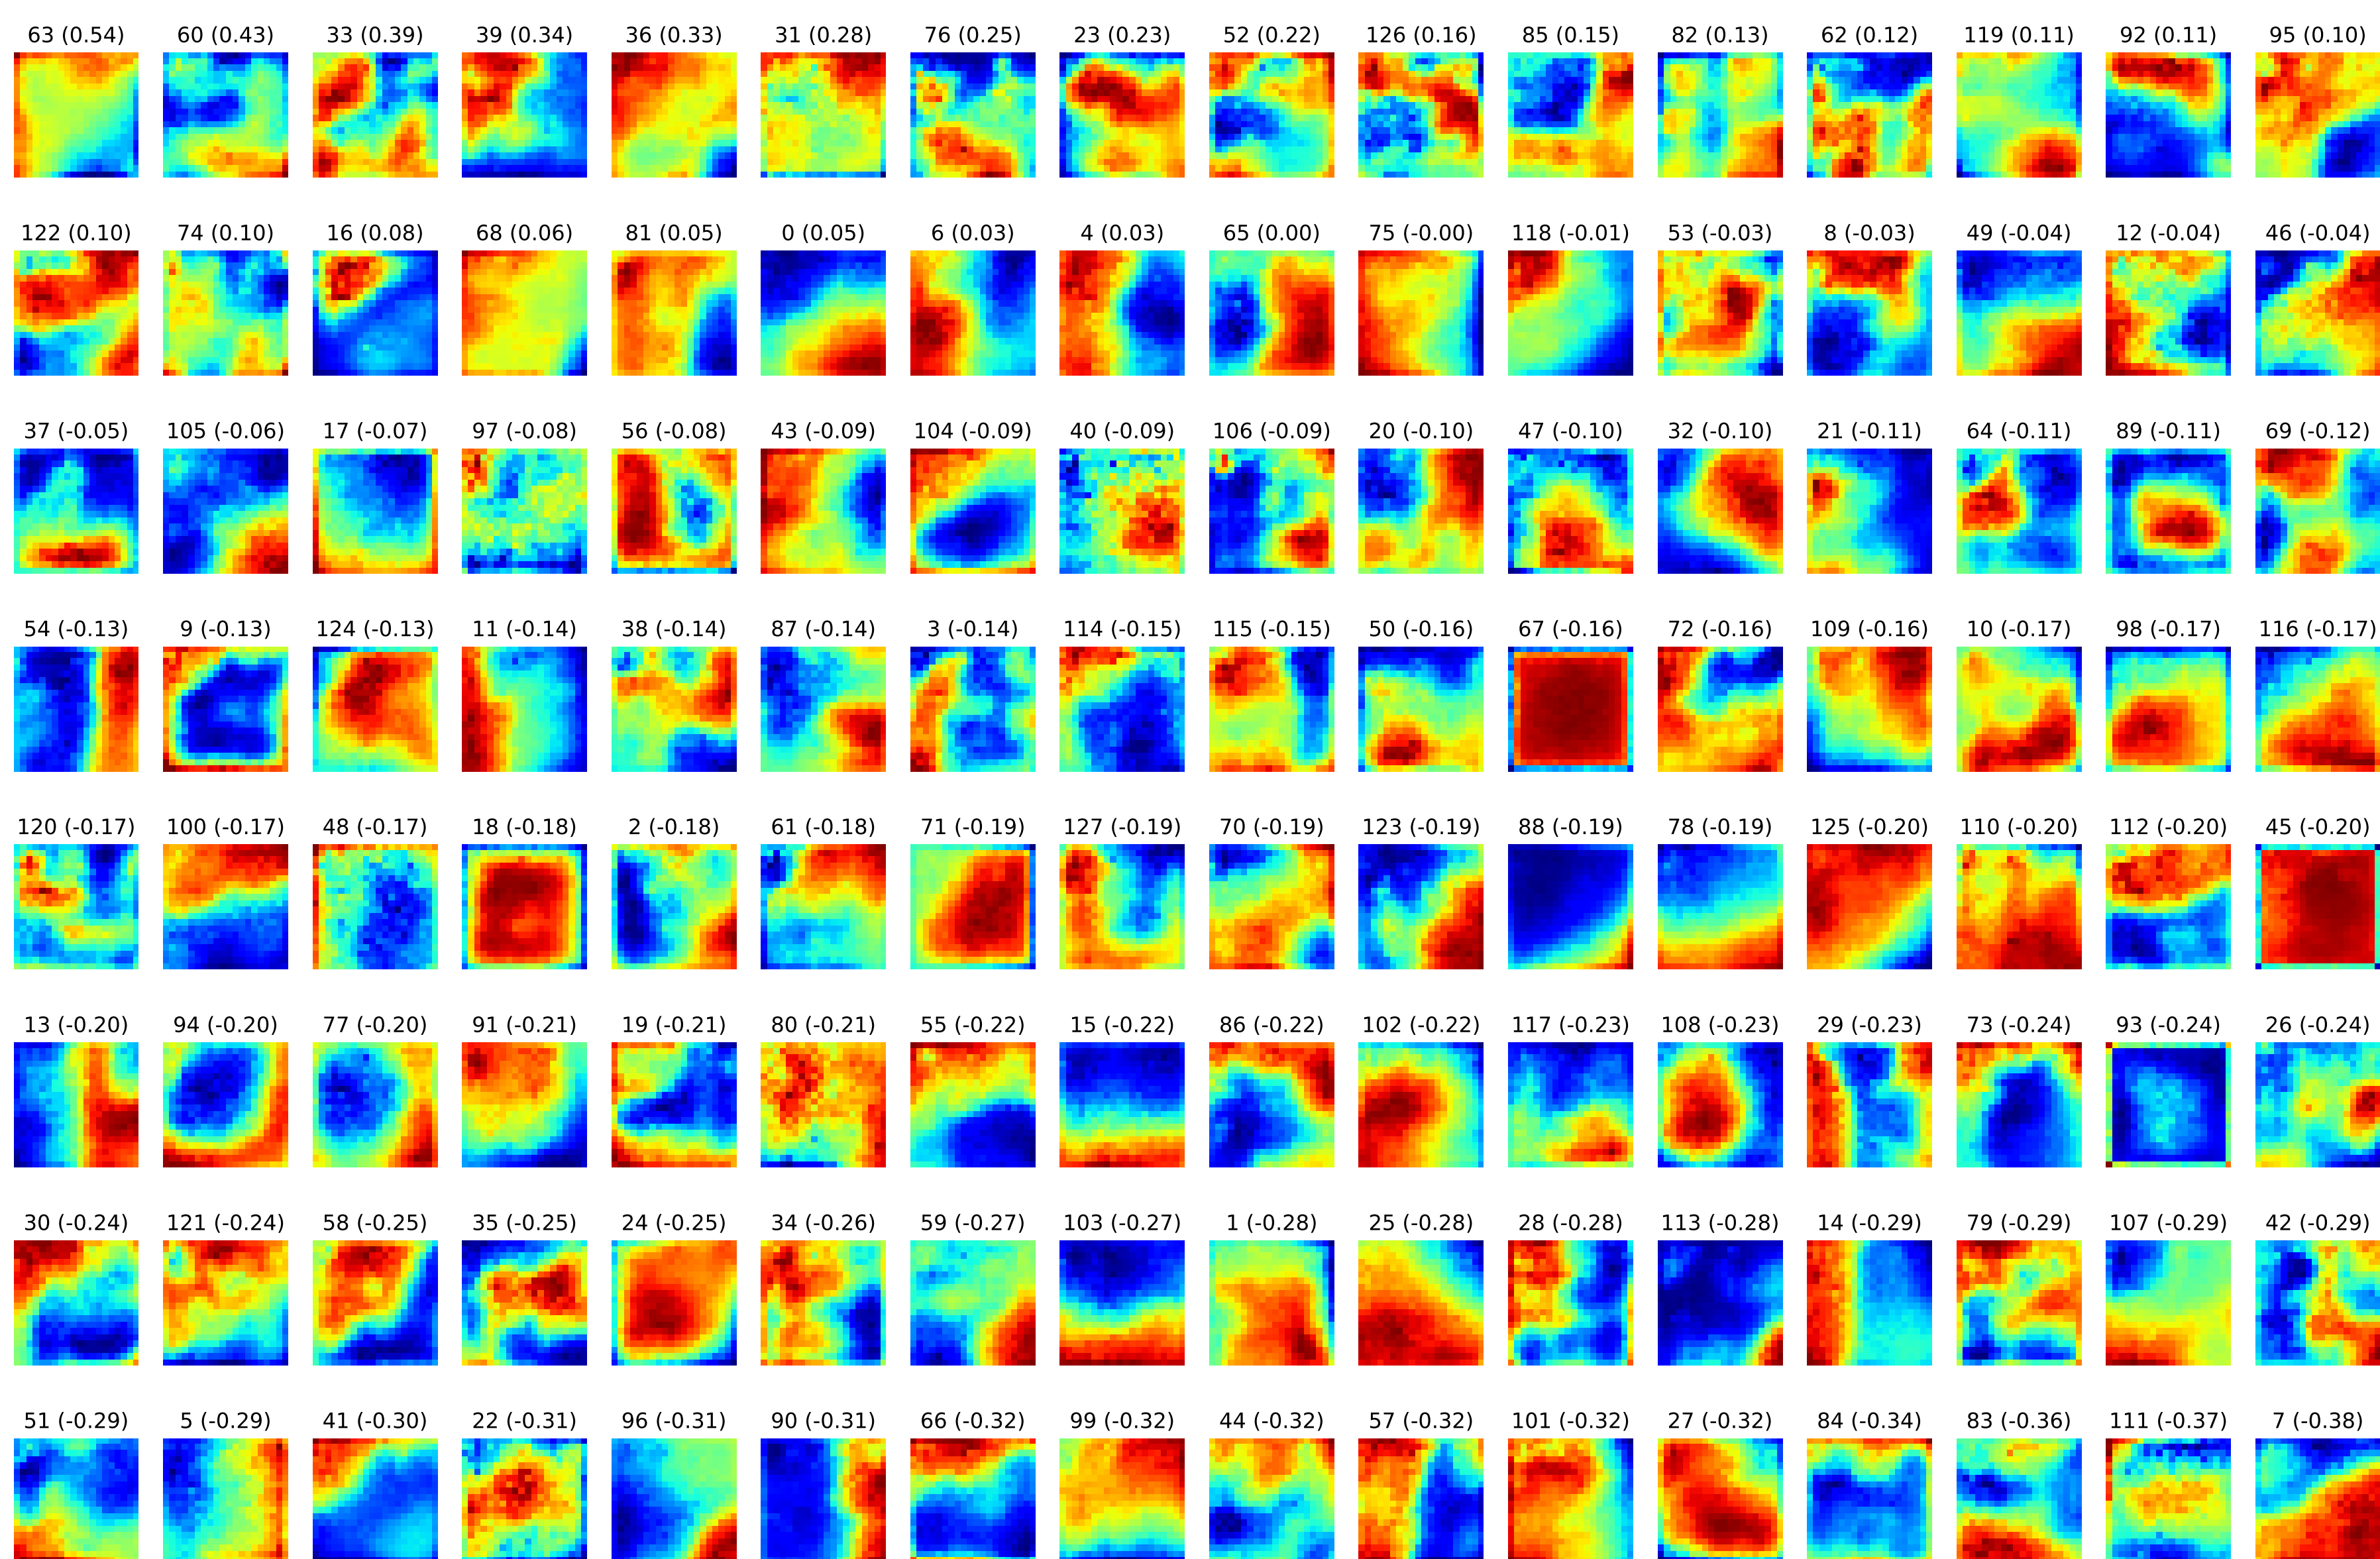 63 (0.54) 60 (0.43) 33 (0.39) 39 (0.34) 36 (0.33) 31 (0.28) 76 (0.25) 23 (0.23) 52 (0.22) 126 (0.16) 85 (0.15) 82 (0.13) 62 (0.12) 119 (0.11) 92 (0.11) 95 (0.10)
122 (0.10) 74 (0.10) 16 (0.08) 68 (0.06) 81 (0.05) 0 (0.05) 6 (0.03) 4 (0.03) 65 (0.00) 75 (-0.00) 118 (-0.01) 53 (-0.03) 8 (-0.03) 49 (-0.04) 12 (-0.04) 46 (-0.04)
37 (-0.05) 105 (-0.06) 17 (-0.07) 97 (-0.08) 56 (-0.08) 43 (-0.09) 104 (-0.09) 40 (-0.09) 106 (-0.09) 20 (-0.10) 47 (-0.10) 32 (-0.10) 21 (-0.11) 64 (-0.11) 89 (-0.11) 69 (-0.12)
54 (-0.13) 9 (-0.13) 124 (-0.13) 11 (-0.14) 38 (-0.14) 87 (-0.14) 3 (-0.14) 114 (-0.15) 115 (-0.15) 50 (-0.16) 67 (-0.16) 72 (-0.16) 109 (-0.16) 10 (-0.17) 98 (-0.17) 116 (-0.17)
120 (-0.17) 100 (-0.17) 48 (-0.17) 18 (-0.18) 2 (-0.18) 61 (-0.18) 71 (-0.19) 127 (-0.19) 70 (-0.19) 123 (-0.19) 88 (-0.19) 78 (-0.19) 125 (-0.20) 110 (-0.20) 112 (-0.20) 45 (-0.20)
13 (-0.20) 94 (-0.20) 77 (-0.20) 91 (-0.21) 19 (-0.21) 80 (-0.21) 55 (-0.22) 15 (-0.22) 86 (-0.22) 102 (-0.22) 117 (-0.23) 108 (-0.23) 29 (-0.23) 73 (-0.24) 93 (-0.24) 26 (-0.24)
30 (-0.24) 121 (-0.24) 58 (-0.25) 35 (-0.25) 24 (-0.25) 34 (-0.26) 59 (-0.27) 103 (-0.27) 1 (-0.28) 25 (-0.28) 28 (-0.28) 113 (-0.28) 14 (-0.29) 79 (-0.29) 107 (-0.29) 42 (-0.29)
51 (-0.29) 5 (-0.29) 41 (-0.30) 22 (-0.31) 96 (-0.31) 90 (-0.31) 66 (-0.32) 99 (-0.32) 44 (-0.32) 57 (-0.32) 101 (-0.32) 27 (-0.32) 84 (-0.34) 83 (-0.36) 111 (-0.37) 7 (-0.38)